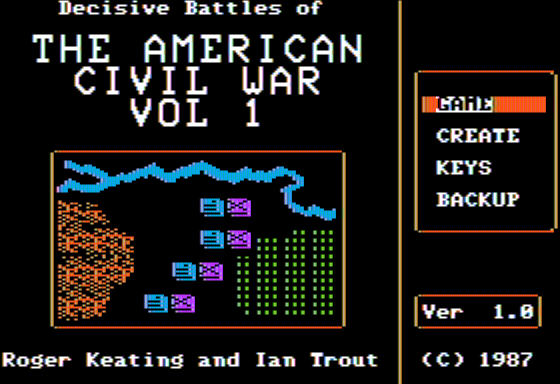 Decisive Battles of
THE AMERICAN
CIVIL WAR
VOL 1
GAME
CREATE
KEYS
BACKUP
Ver 1.0
Roger Keating and Ian Trout
(C) 1987